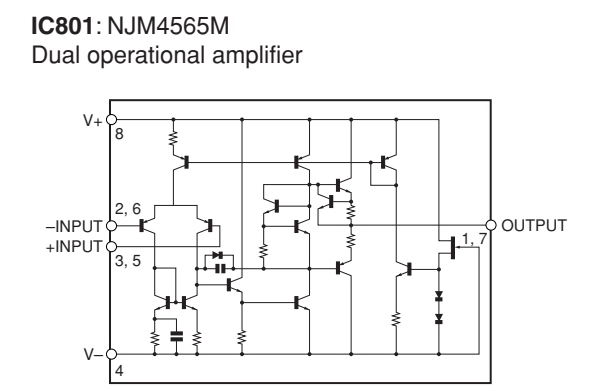 IC801: NJM4565M
Dual operational amplifier
V+
8
2, 6
–INPUT
+INPUT
3, 5
OUTPUT
1, 7
V–
4